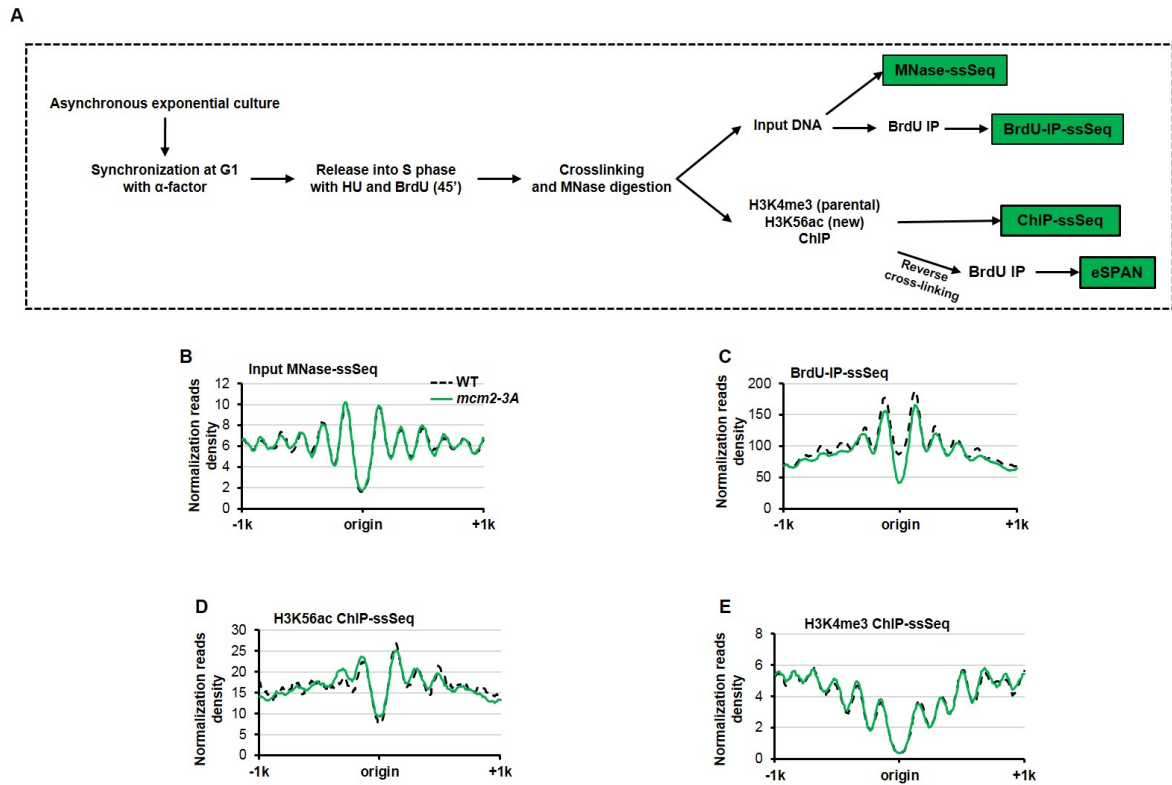 A
Asynchronous exponential culture
Synchronization at G1
with α-factor
Release into S phase
with HU and BrdU (45’)
Crosslinking
and MNase digestion
Input DNA
MNase-ssSeq
BrdU IP
BrdU-IP-ssSeq
H3K4me3 (parental)
H3K56ac (new)
ChIP
ChIP-ssSeq
Reverse
cross-linking
BrdU IP
eSPAN
B
Input MNase-ssSeq
WT
mcm2-3A
Normalization reads
density
12
10
8
6
4
2
0
-1k
origin
+1k
C
BrdU-IP-ssSeq
Normalization reads
density
200
150
100
50
0
-1k
origin
+1k
D
H3K56ac ChIP-ssSeq
Normalization reads
density
30
25
20
15
10
5
0
-1k
origin
+1k
E
H3K4me3 ChIP-ssSeq
Normalization reads
density
8
6
4
2
0
-1k
origin
+1k